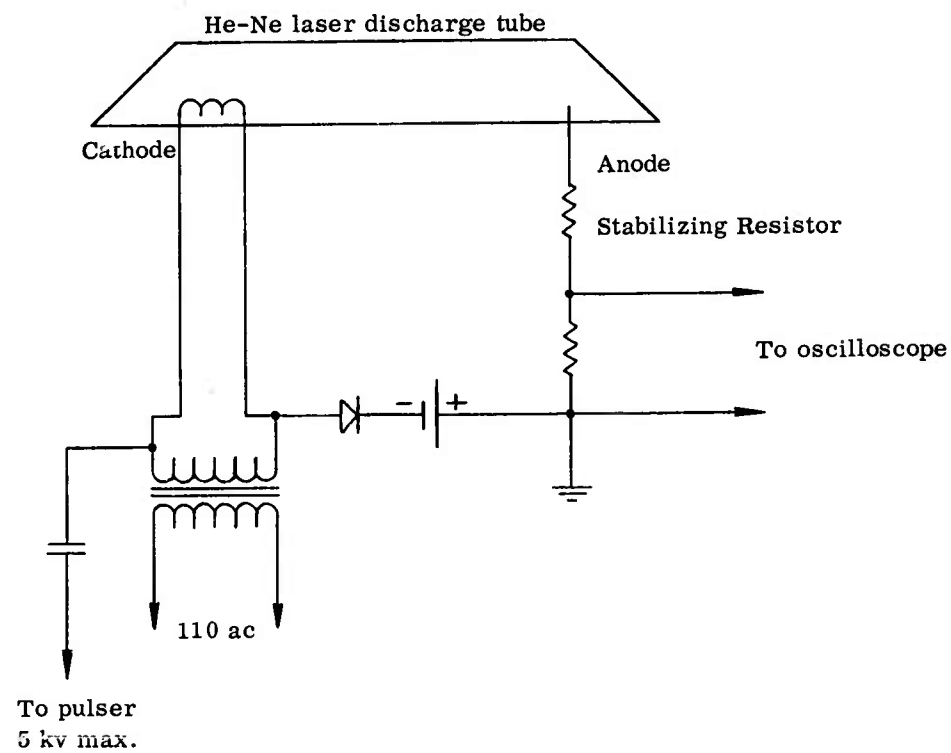 He-Ne laser discharge tube
Cathode
Anode
Stabilizing Resistor
To oscilloscope
- +
110 ac
To pulser
5 kv max.